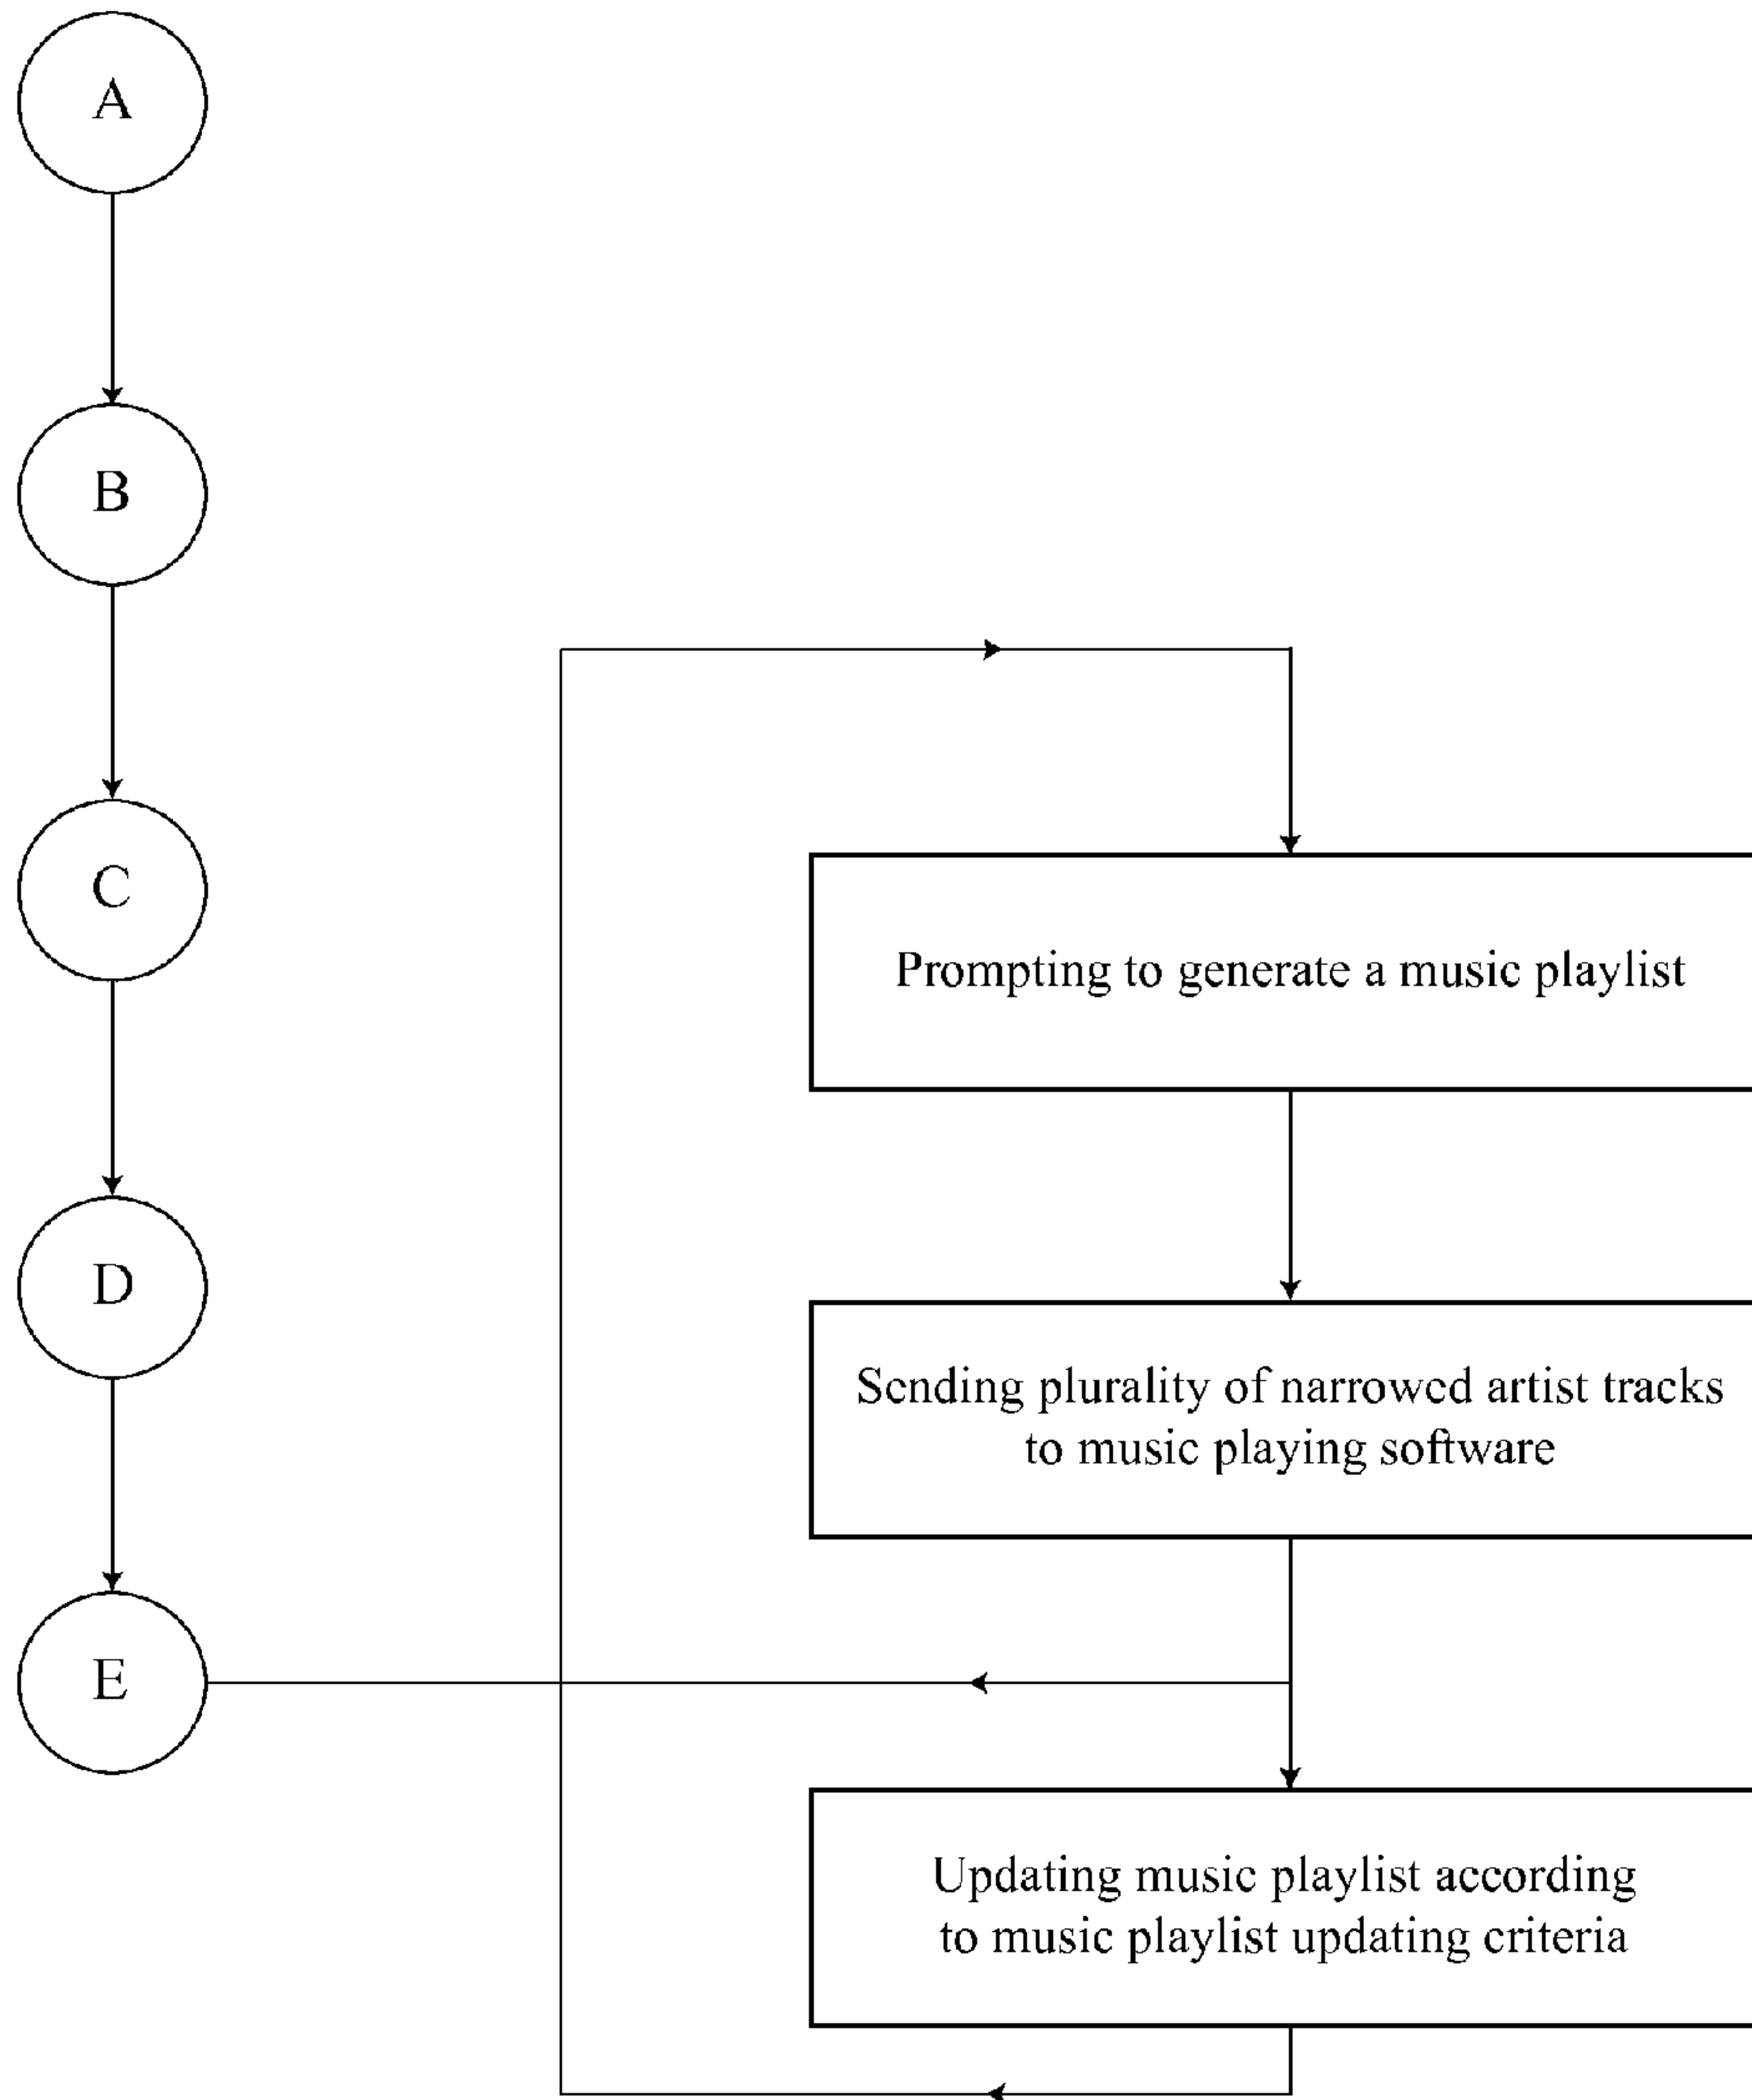 A
B
C
D
E
Prompting to generate a music playlist
Sending plurality of narrowed artist tracks
to music playing software
Updating music playlist according
to music playlist updating criteria